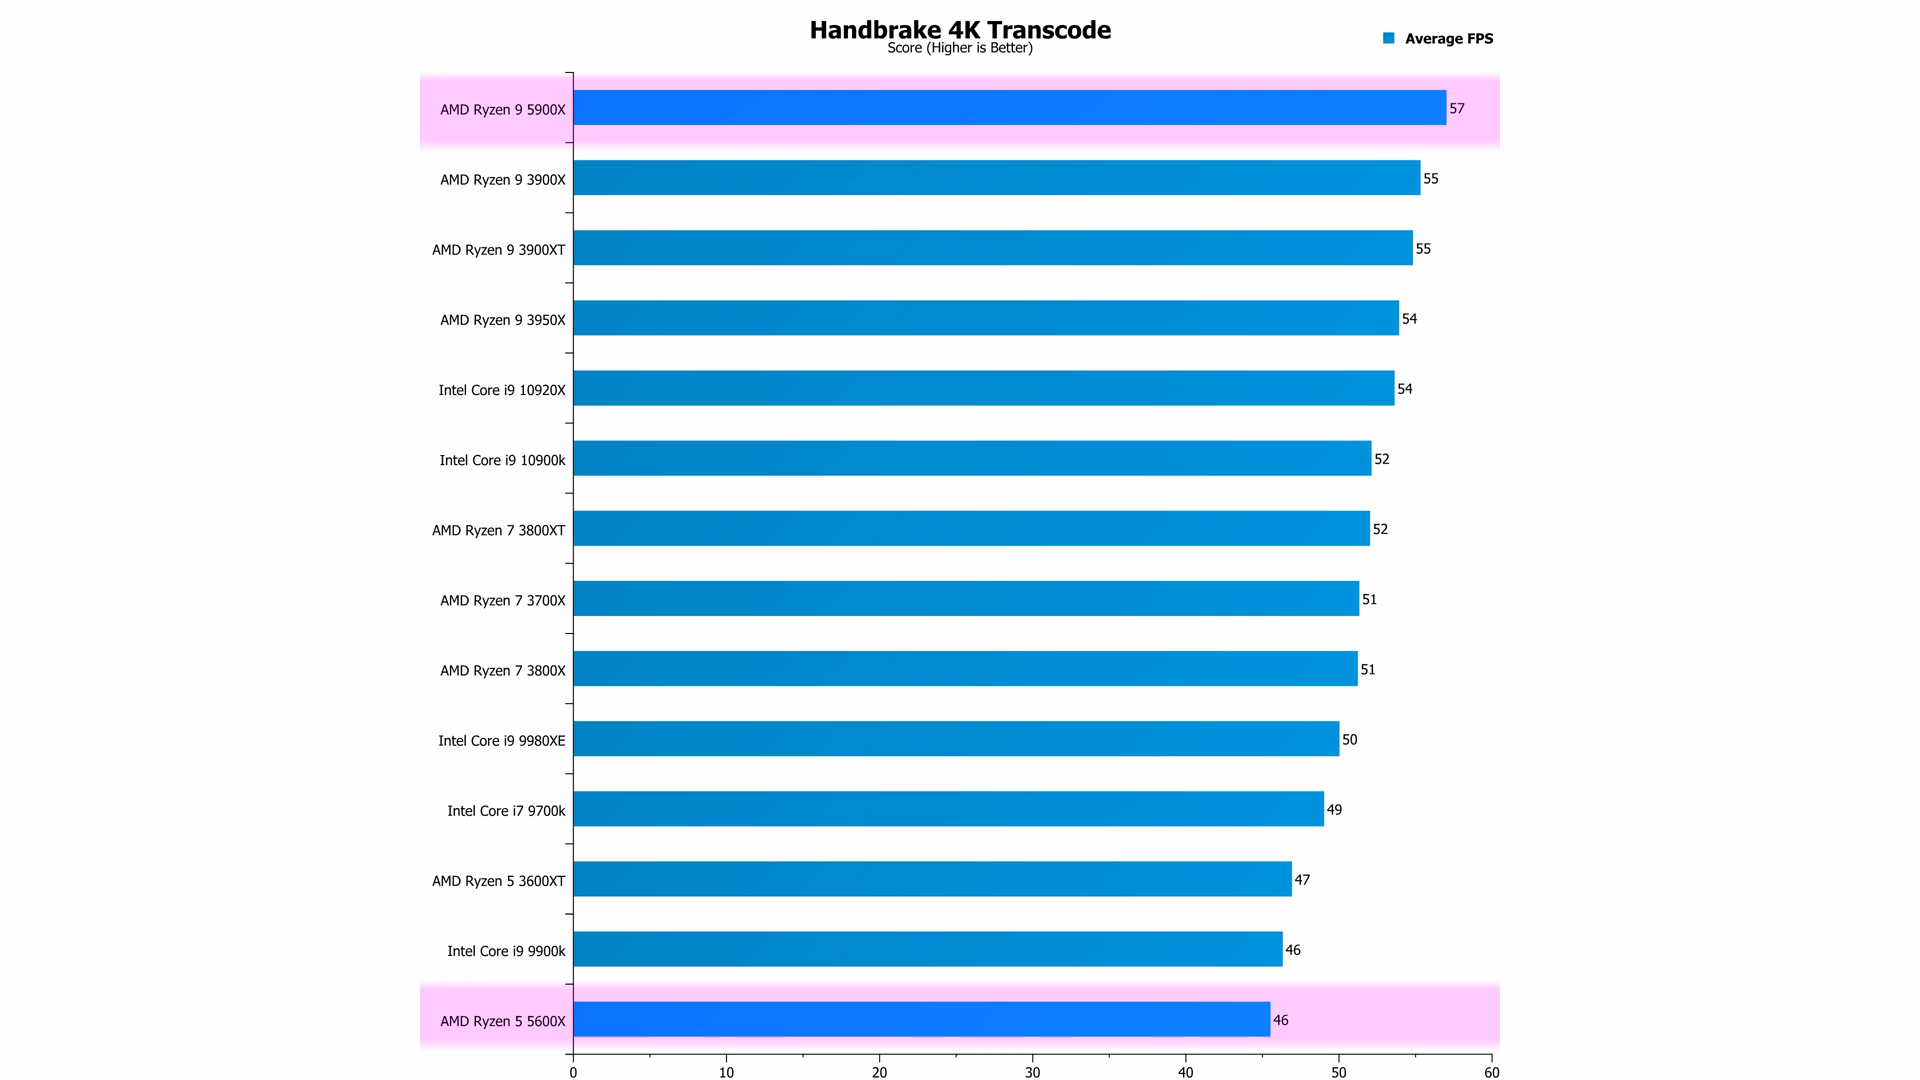 Handbrake 4K Transcode
Score (Higher is Better)
Average FPS
AMD Ryzen 9 5900X 57
AMD Ryzen 9 3900X 55
AMD Ryzen 9 3900XT 55
AMD Ryzen 9 3950X 54
Intel Core i9 10920X 54
Intel Core i9 10900k 52
AMD Ryzen 7 3800XT 52
AMD Ryzen 7 3700X 51
AMD Ryzen 7 3800X 51
Intel Core i9 9980XE 50
Intel Core i7 9700k 49
AMD Ryzen 5 3600XT 47
Intel Core i9 9900k 46
AMD Ryzen 5 5600X 46
0 10 20 30 40 50 60